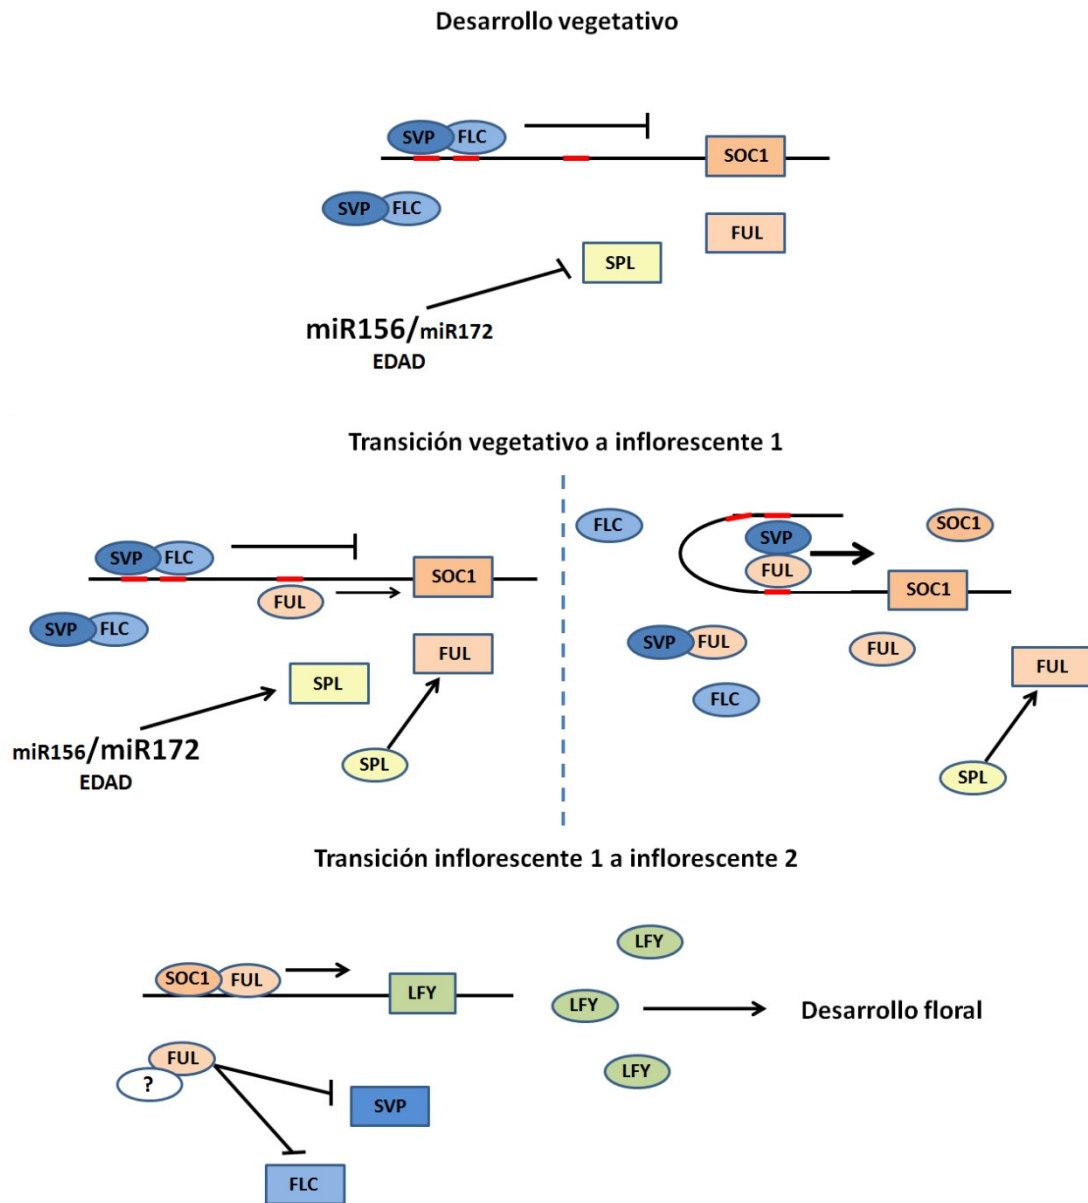 Desarrollo vegetativo
SVP FLC
SOC1
SVP FLC
FUL
SPL
miR156/miR172
EDAD
Transición vegetativo a inflorescente 1
SVP FLC
SOC1
FUL
SVP FLC
FUL
SPL
miR156/miR172
EDAD
SPL
FLC
SVP
SOC1
FUL
SOC1
SVP FUL
FUL
FUL
FLC
SPL
Transición inflorescente 1 a inflorescente 2
SOC1 FUL
LFY
LFY
LFY
LFY
Desarrollo floral
FUL
?
SVP
FLC